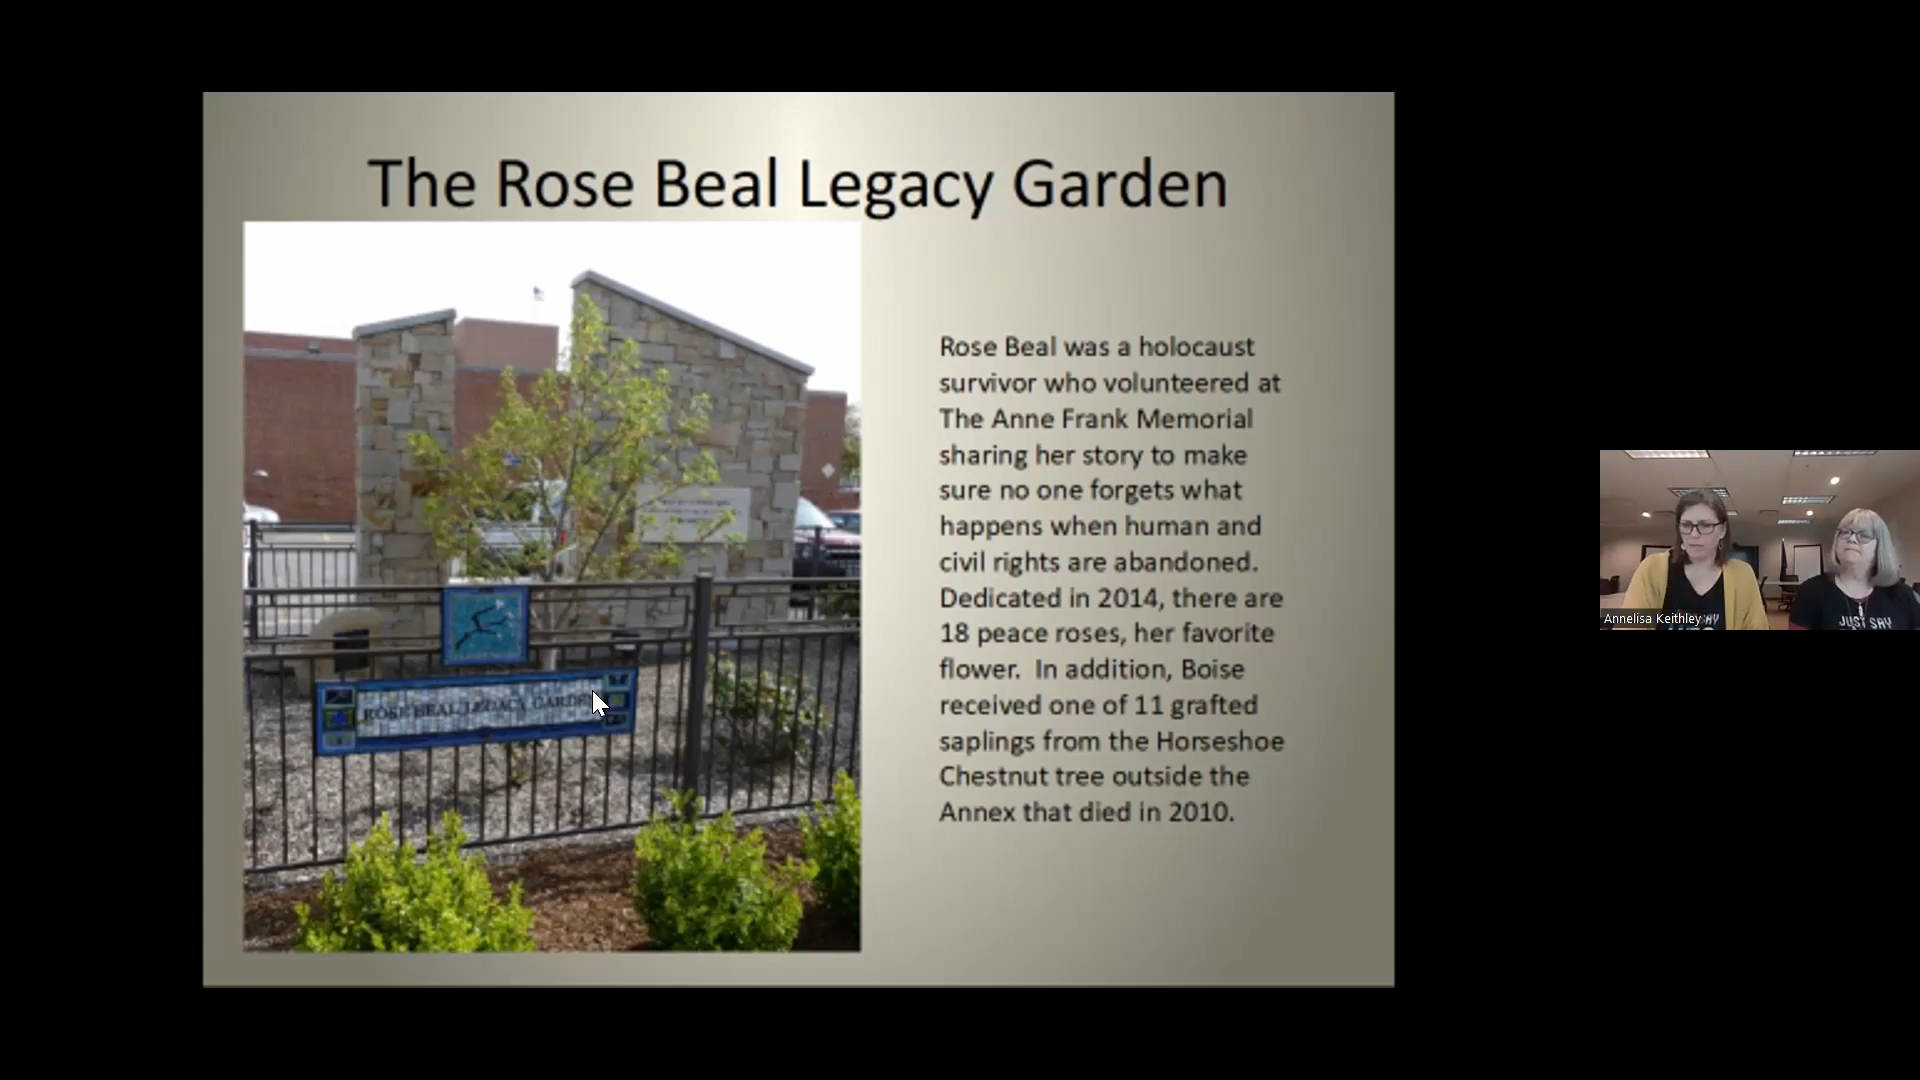 The Rose Beal Legacy Garden
Rose Beal was a holocaust
survivor who volunteered at
The Anne Frank Memorial
sharing her story to make
sure no one forgets what
happens when human and
civil rights are abandoned.
Dedicated in 2014, there are
18 peace roses, her favorite
flower.  In addition, Boise
received one of 11 grafted
saplings from the Horseshoe
Chestnut tree outside the
Annex that died in 2010.
ROSE BEAL LEGACY GARDEN
Annelisa Keithley
JUST SAY